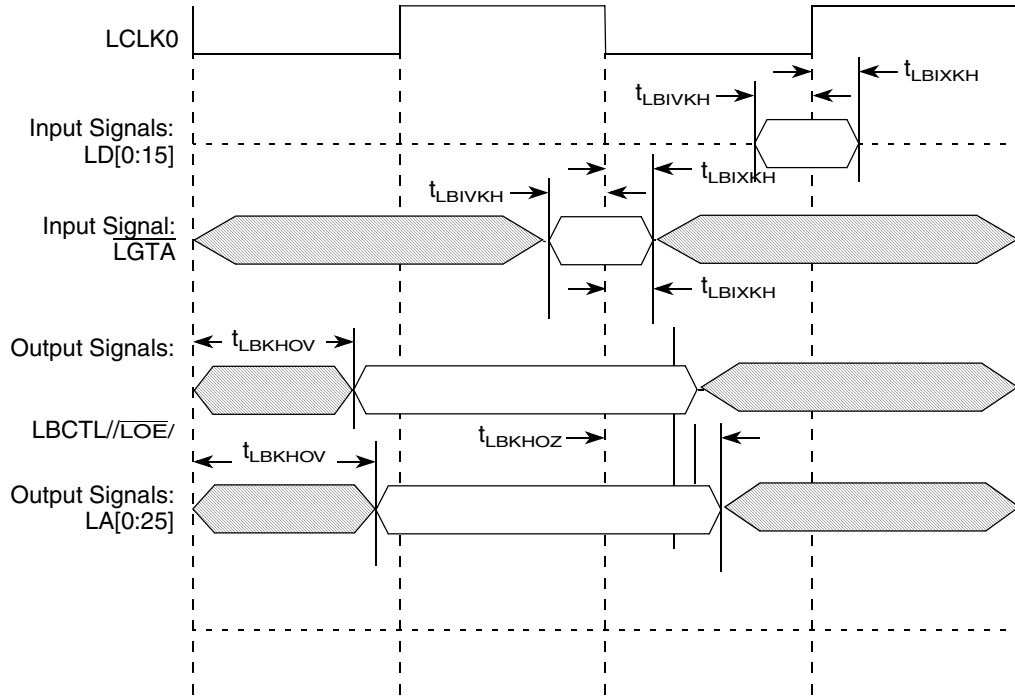 LCLK0
tLBIXKH
tLBIVKH
Input Signals:
LD[0:15]
tLBIXKH
tLBIVKH
Input Signal:
LGTA
tLBIXKH
tLBKHOV
Output Signals:
LBCTL//LOE/
tLBKHOZ
tLBKHOV
Output Signals:
LA[0:25]